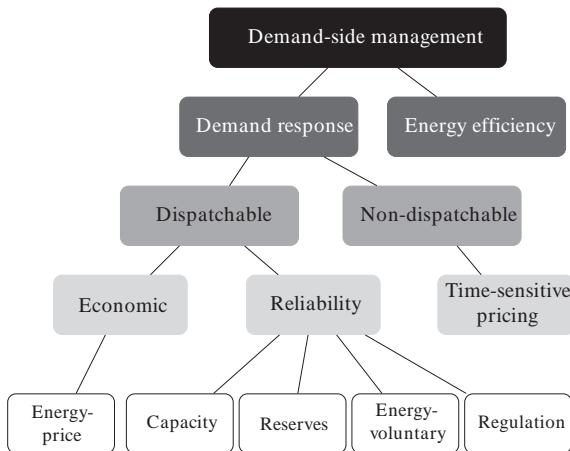 Demand-side management
Demand response
Energy efficiency
Dispatchable
Non-dispatchable
Economic
Reliability
Time-sensitive
pricing
Energy-
price
Capacity
Reserves
Energy-
voluntary
Regulation